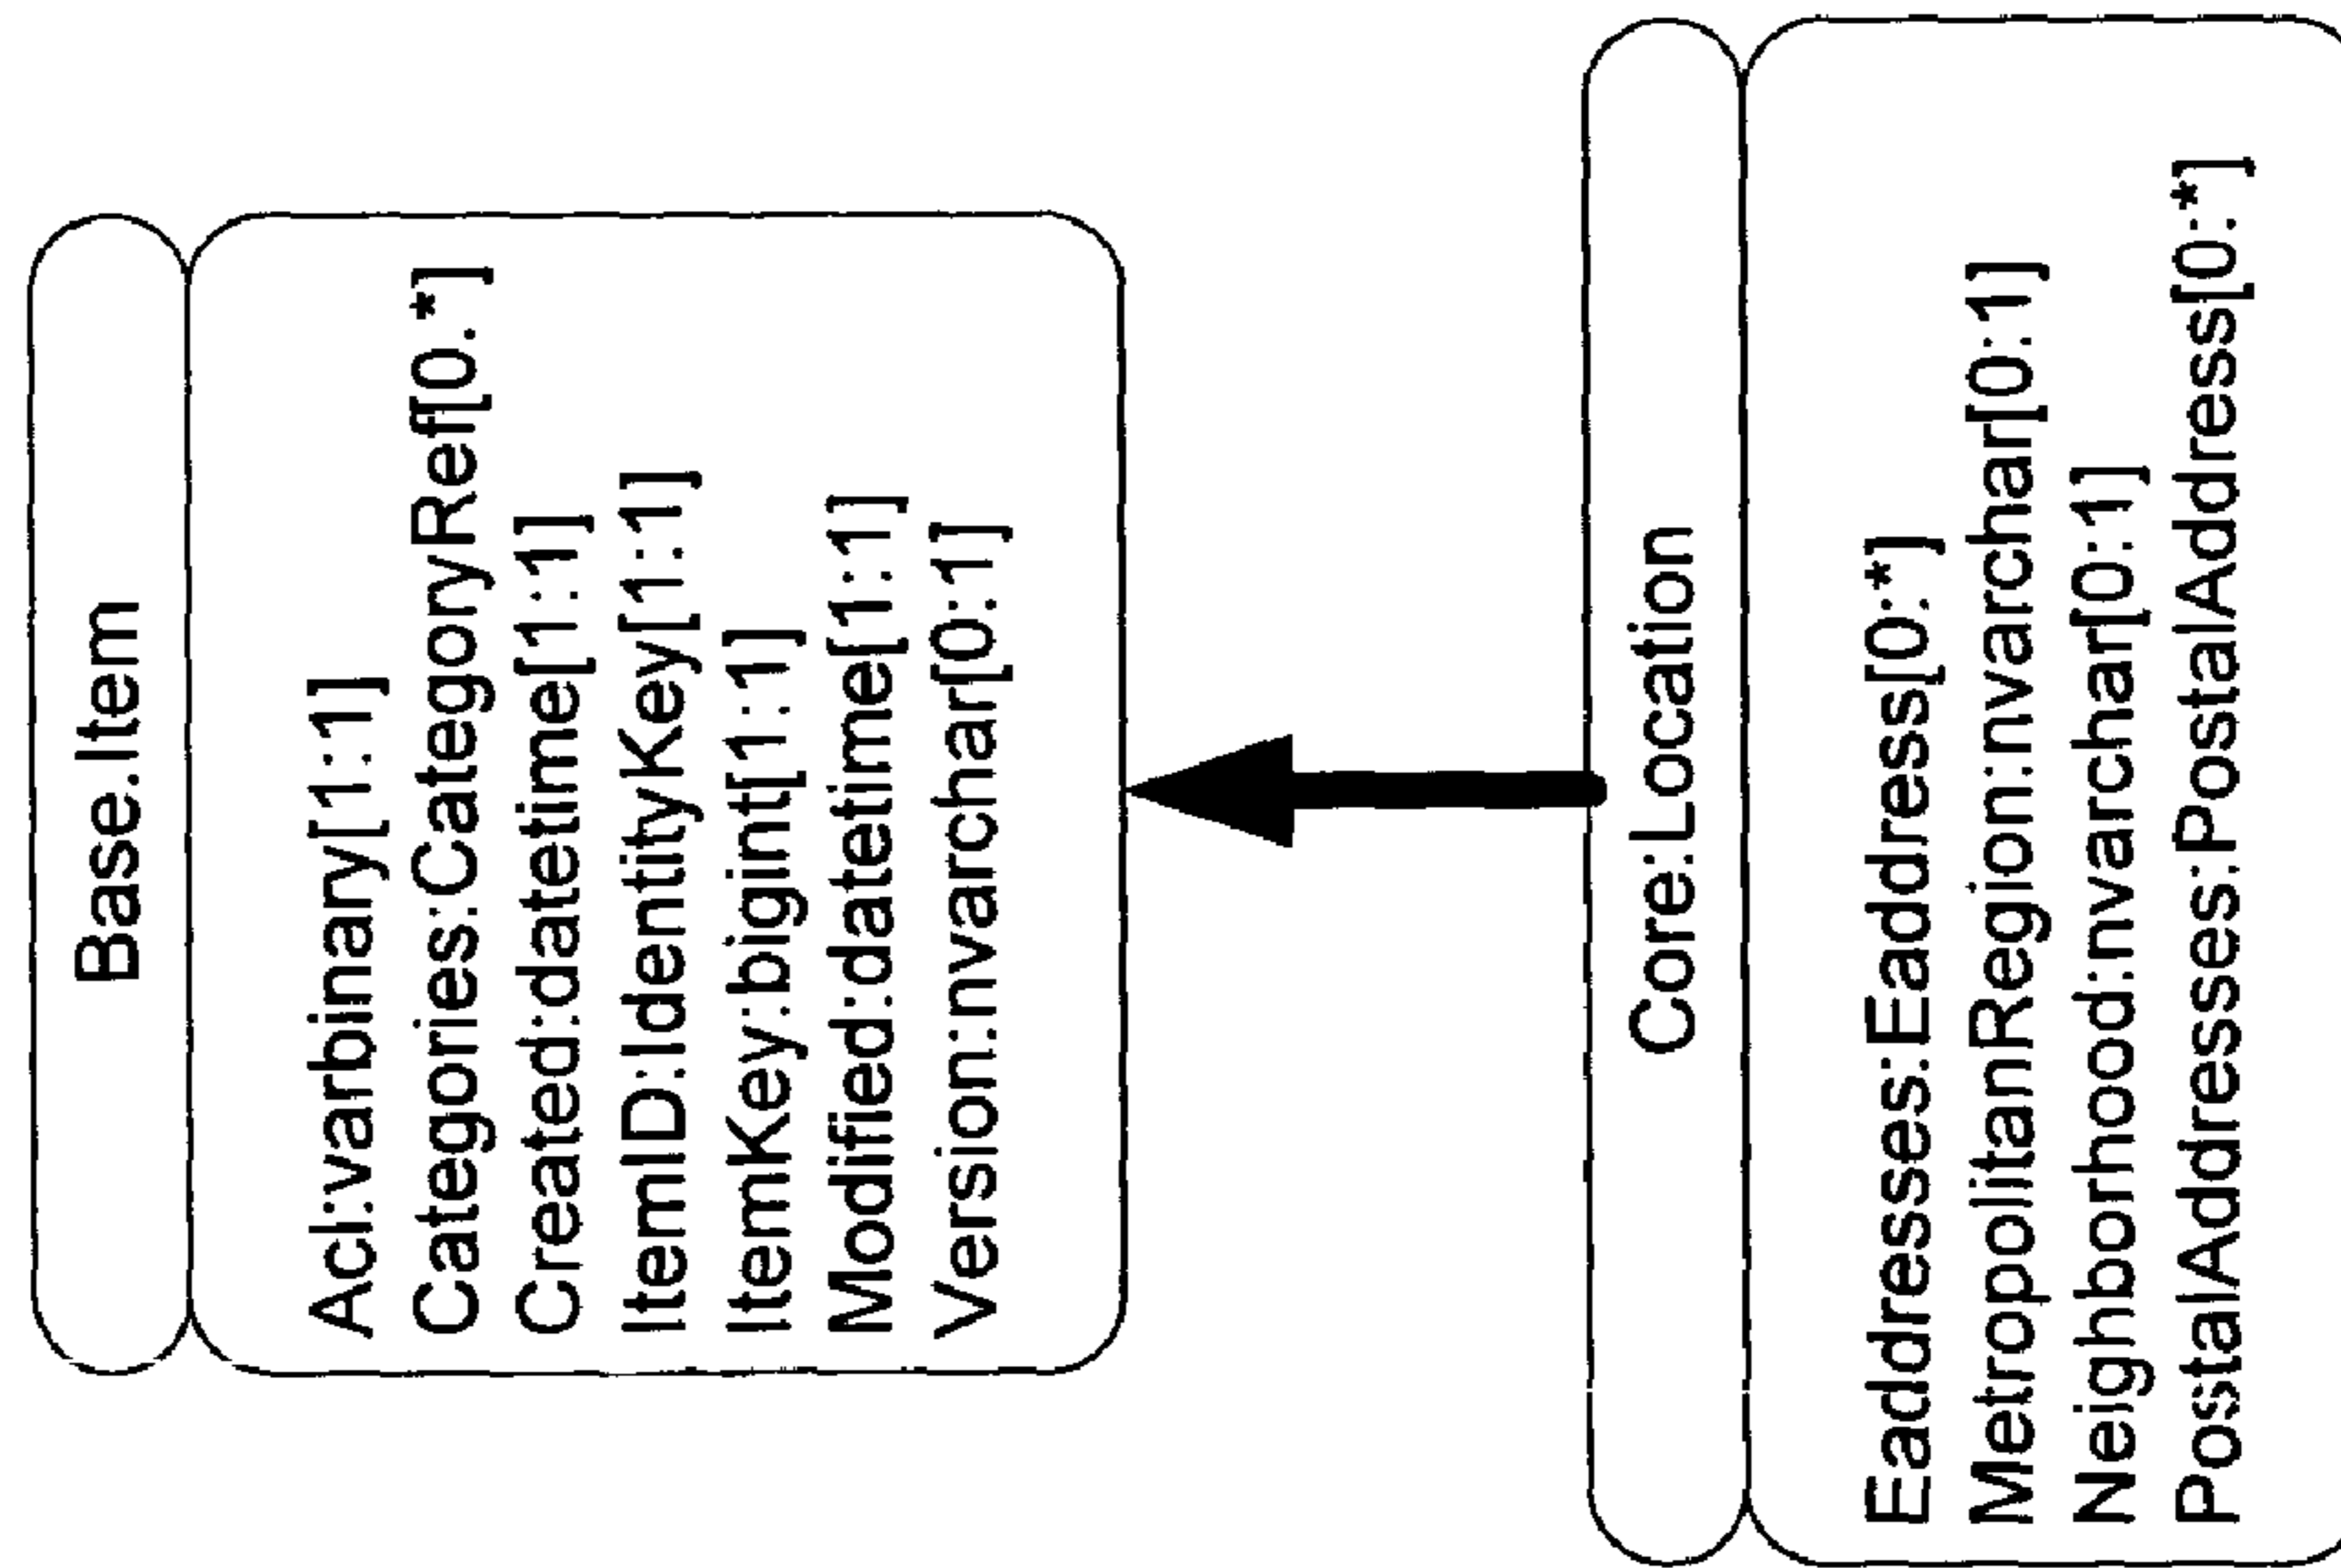 Base.Item
Acl:varbinary[1:1]
Categories:CategoryRef[0.*]
Created:datetime[1:1]
ItemID:IdentityKey[1:1]
ItemKey:bigint[1:1]
Modified:datetime[1:1]
Version:nvarchar[0:1]
Core:Location
Eaddresses:Eaddress[0:*]
MetropolitanRegion:nvarchar[0:1]
Neighborhood:nvarchar[0:1]
PostalAddresses:PostalAddress[0:*]